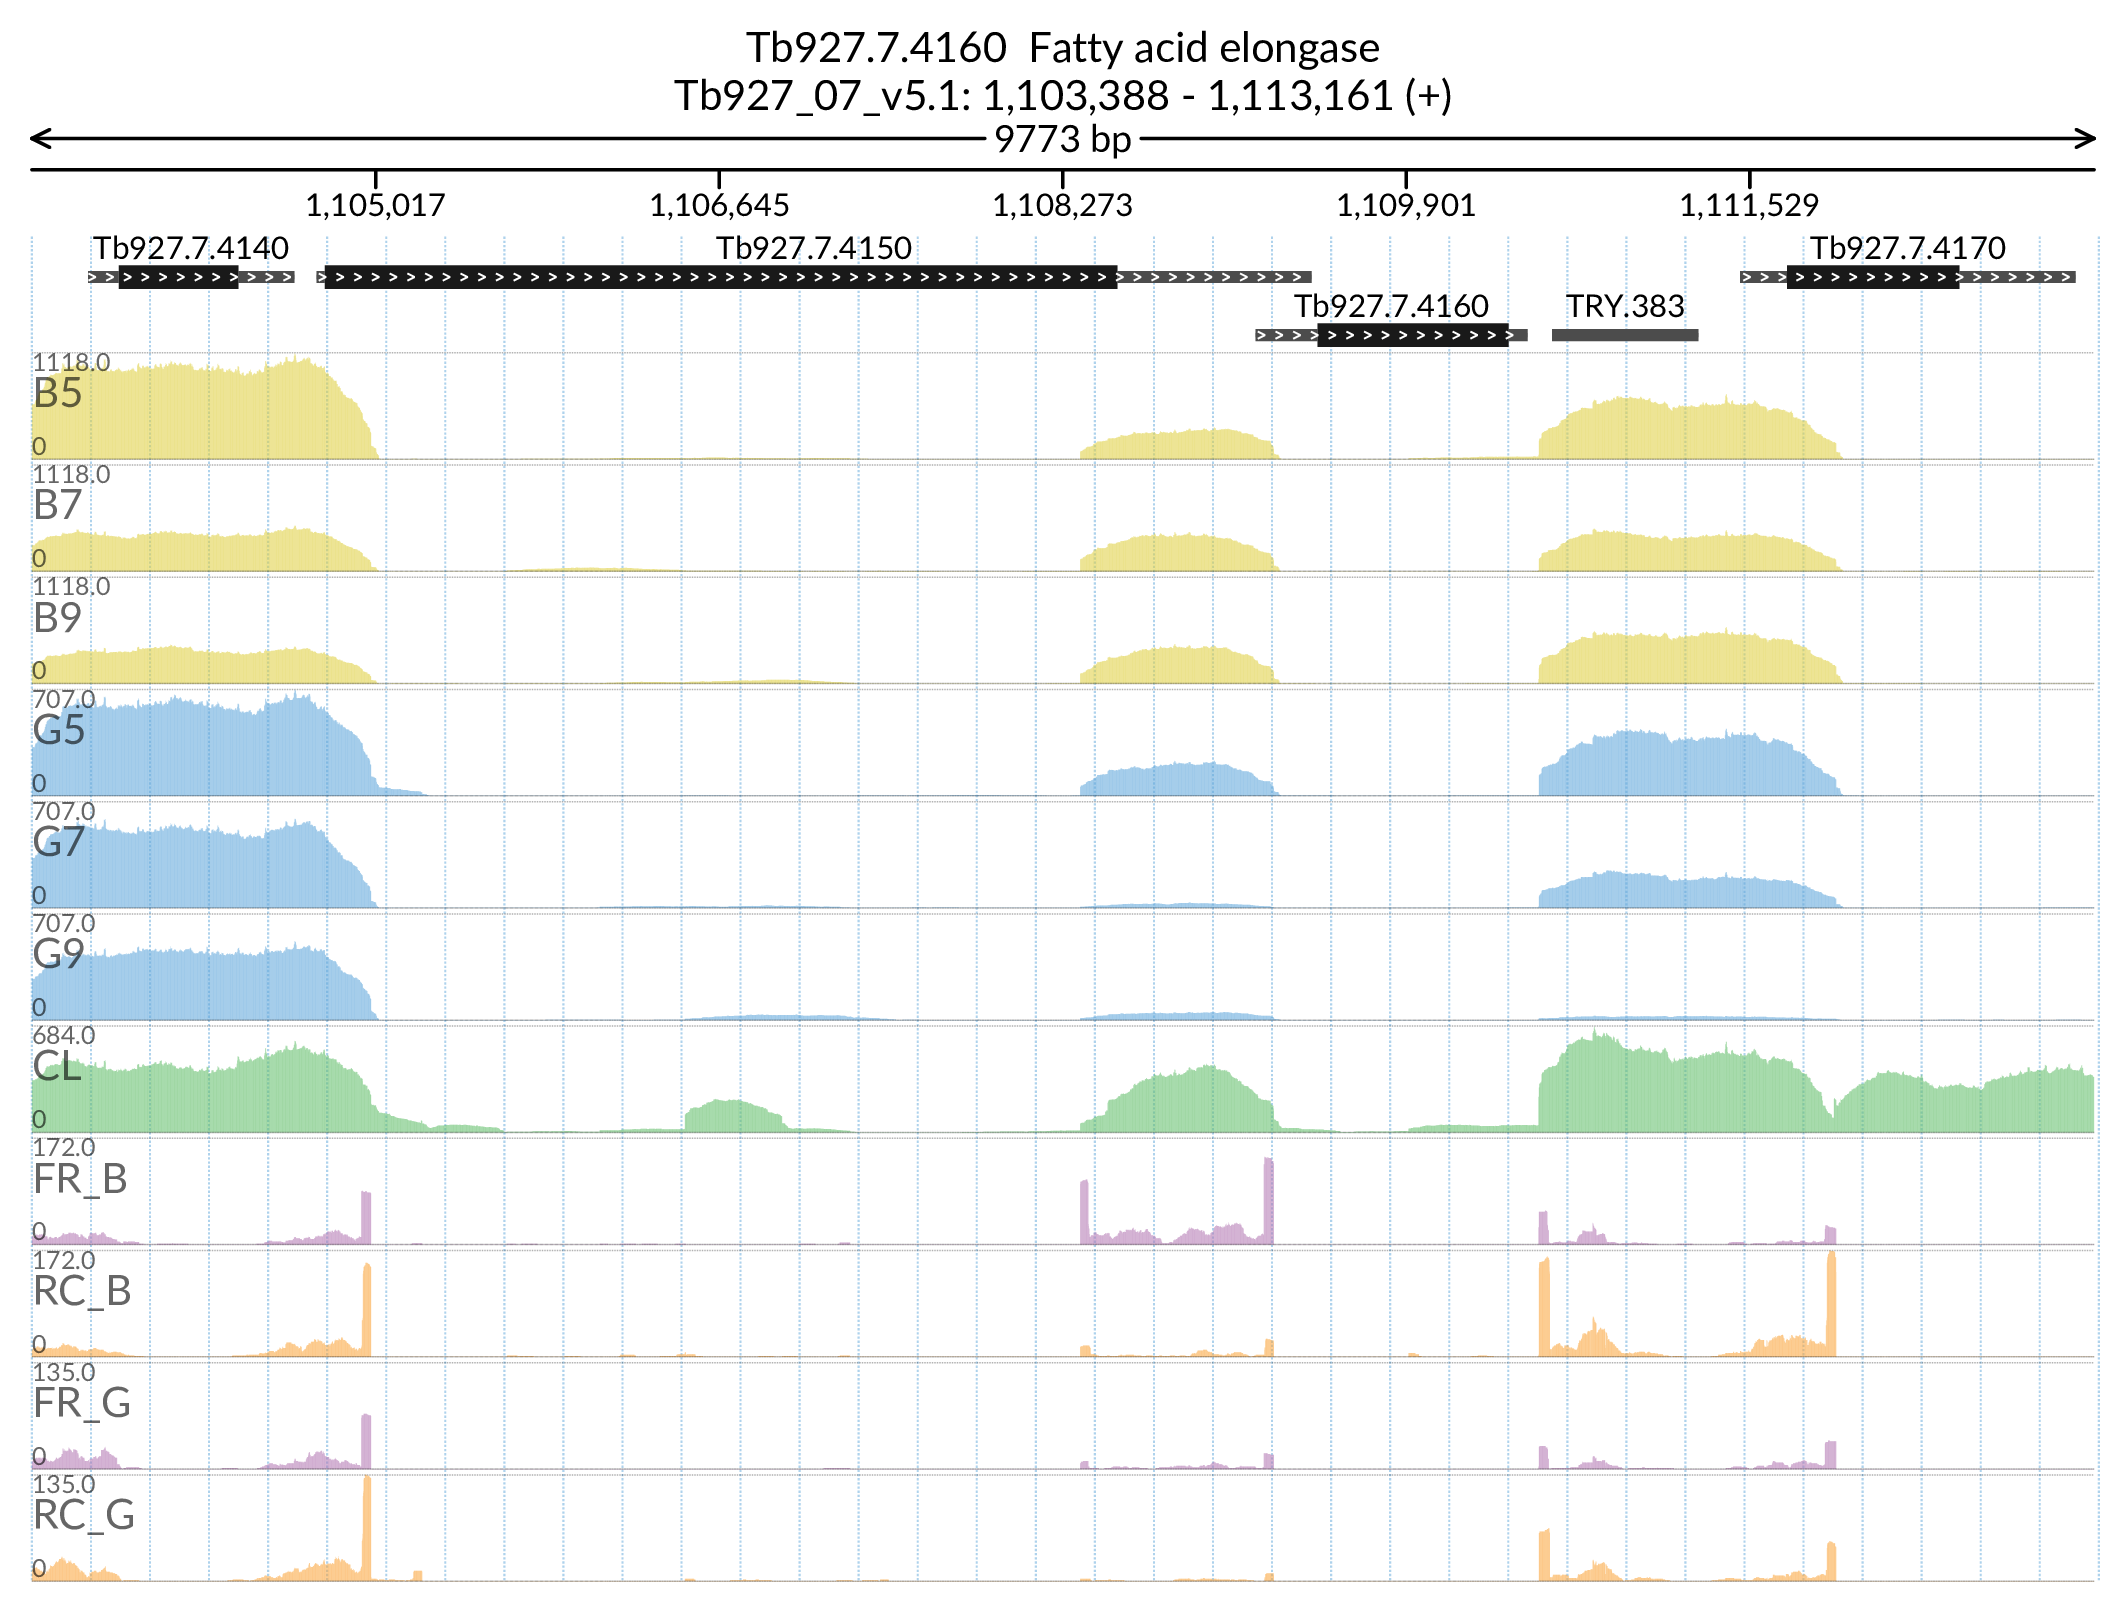 Tb927.7.4160  Fatty acid elongase
Tb927_07_v5.1: 1,103,388 - 1,113,161 (+)
9773 bp
1,105,017 1,106,645 1,108,273 1,109,901 1,111,529
Tb927.7.4140 Tb927.7.4150 Tb927.7.4170
Tb927.7.4160 TRY.383
1118.0
B5
0
1118.0
B7
0
1118.0
B9
0
707.0
G5
0
707.0
G7
0
707.0
G9
0
684.0
CL
0
172.0
FR_B
0
172.0
RC_B
0
135.0
FR_G
0
135.0
RC_G
0